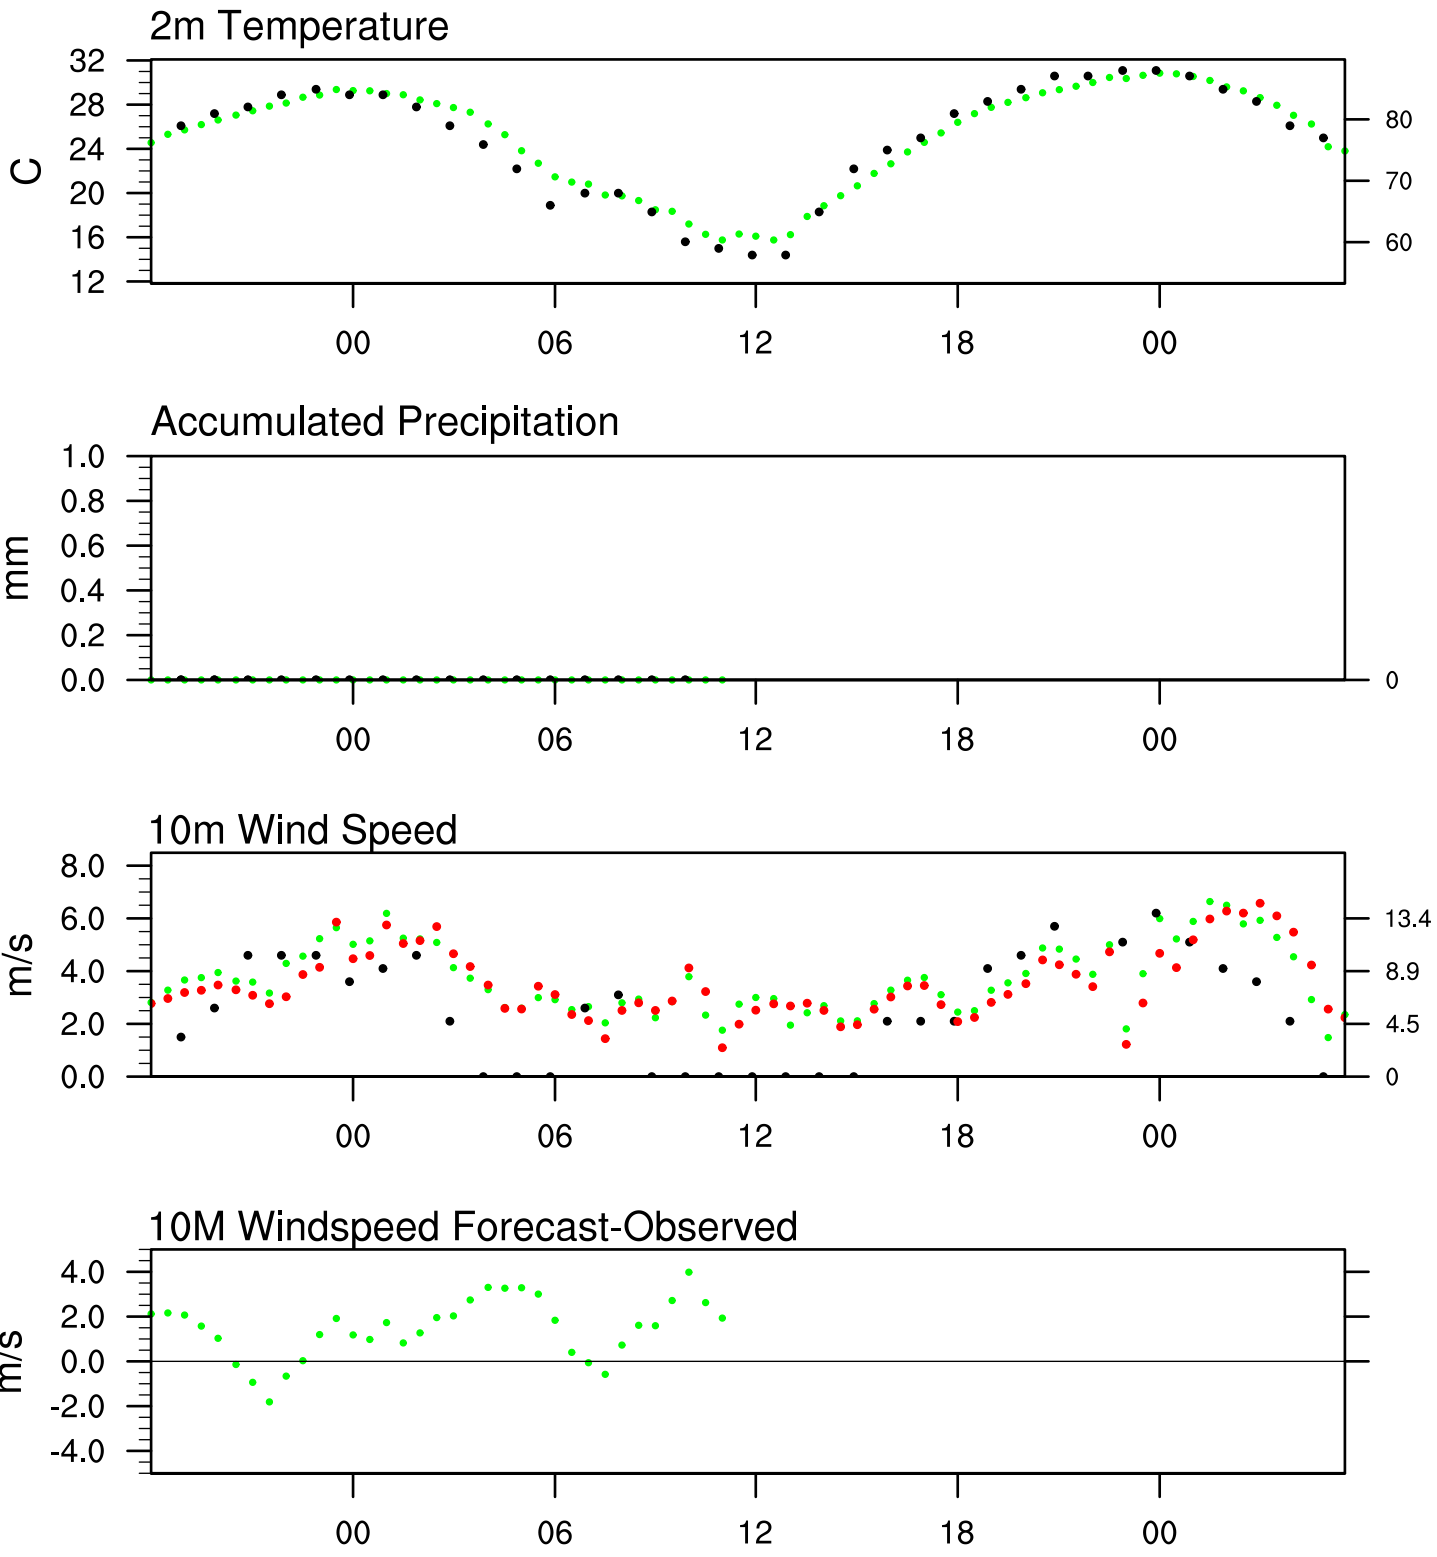 2m Temperature
32
28
24
20
16
12
C
80
70
60
00 06 12 18 00
Accumulated Precipitation
1.0
0.8
0.6
0.4
0.2
0.0
mm
0
00 06 12 18 00
10m Wind Speed
8.0
6.0
4.0
2.0
0.0
m/s
13.4
8.9
4.5
0
00 06 12 18 00
10M Windspeed Forecast-Observed
4.0
2.0
0.0
-2.0
-4.0
m/s
00 06 12 18 00